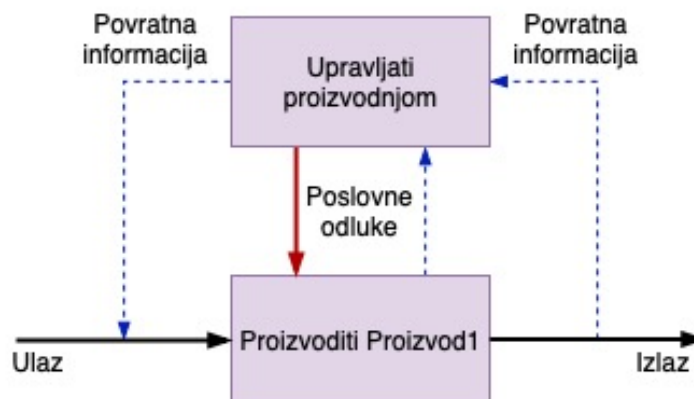 Povratna
informacija
Upravljati
proizvodnjom
Povratna
informacija
Poslovne
odluke
Proizvoditi Proizvod1
Ulaz
Izlaz